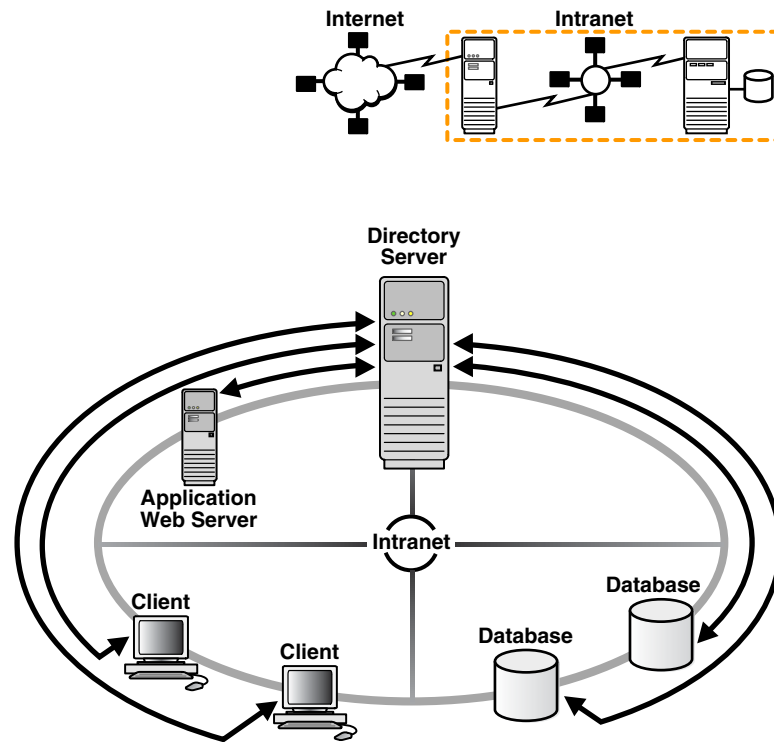 Internet
Intranet
Directory
Server
Application
Web Server
Intranet
Client
Client
Database
Database